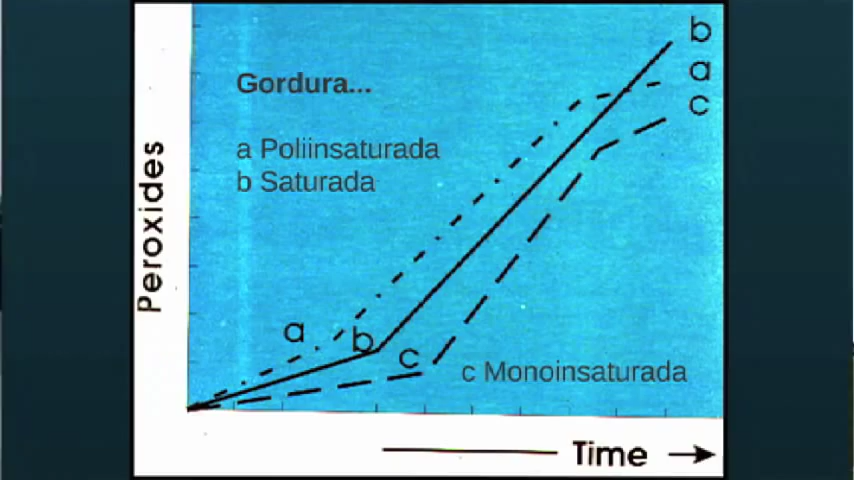 b
a
c
Gordura...
a Poliinsaturada
b Saturada
Peroxides
a
b
c
c Monoinsaturada
Time